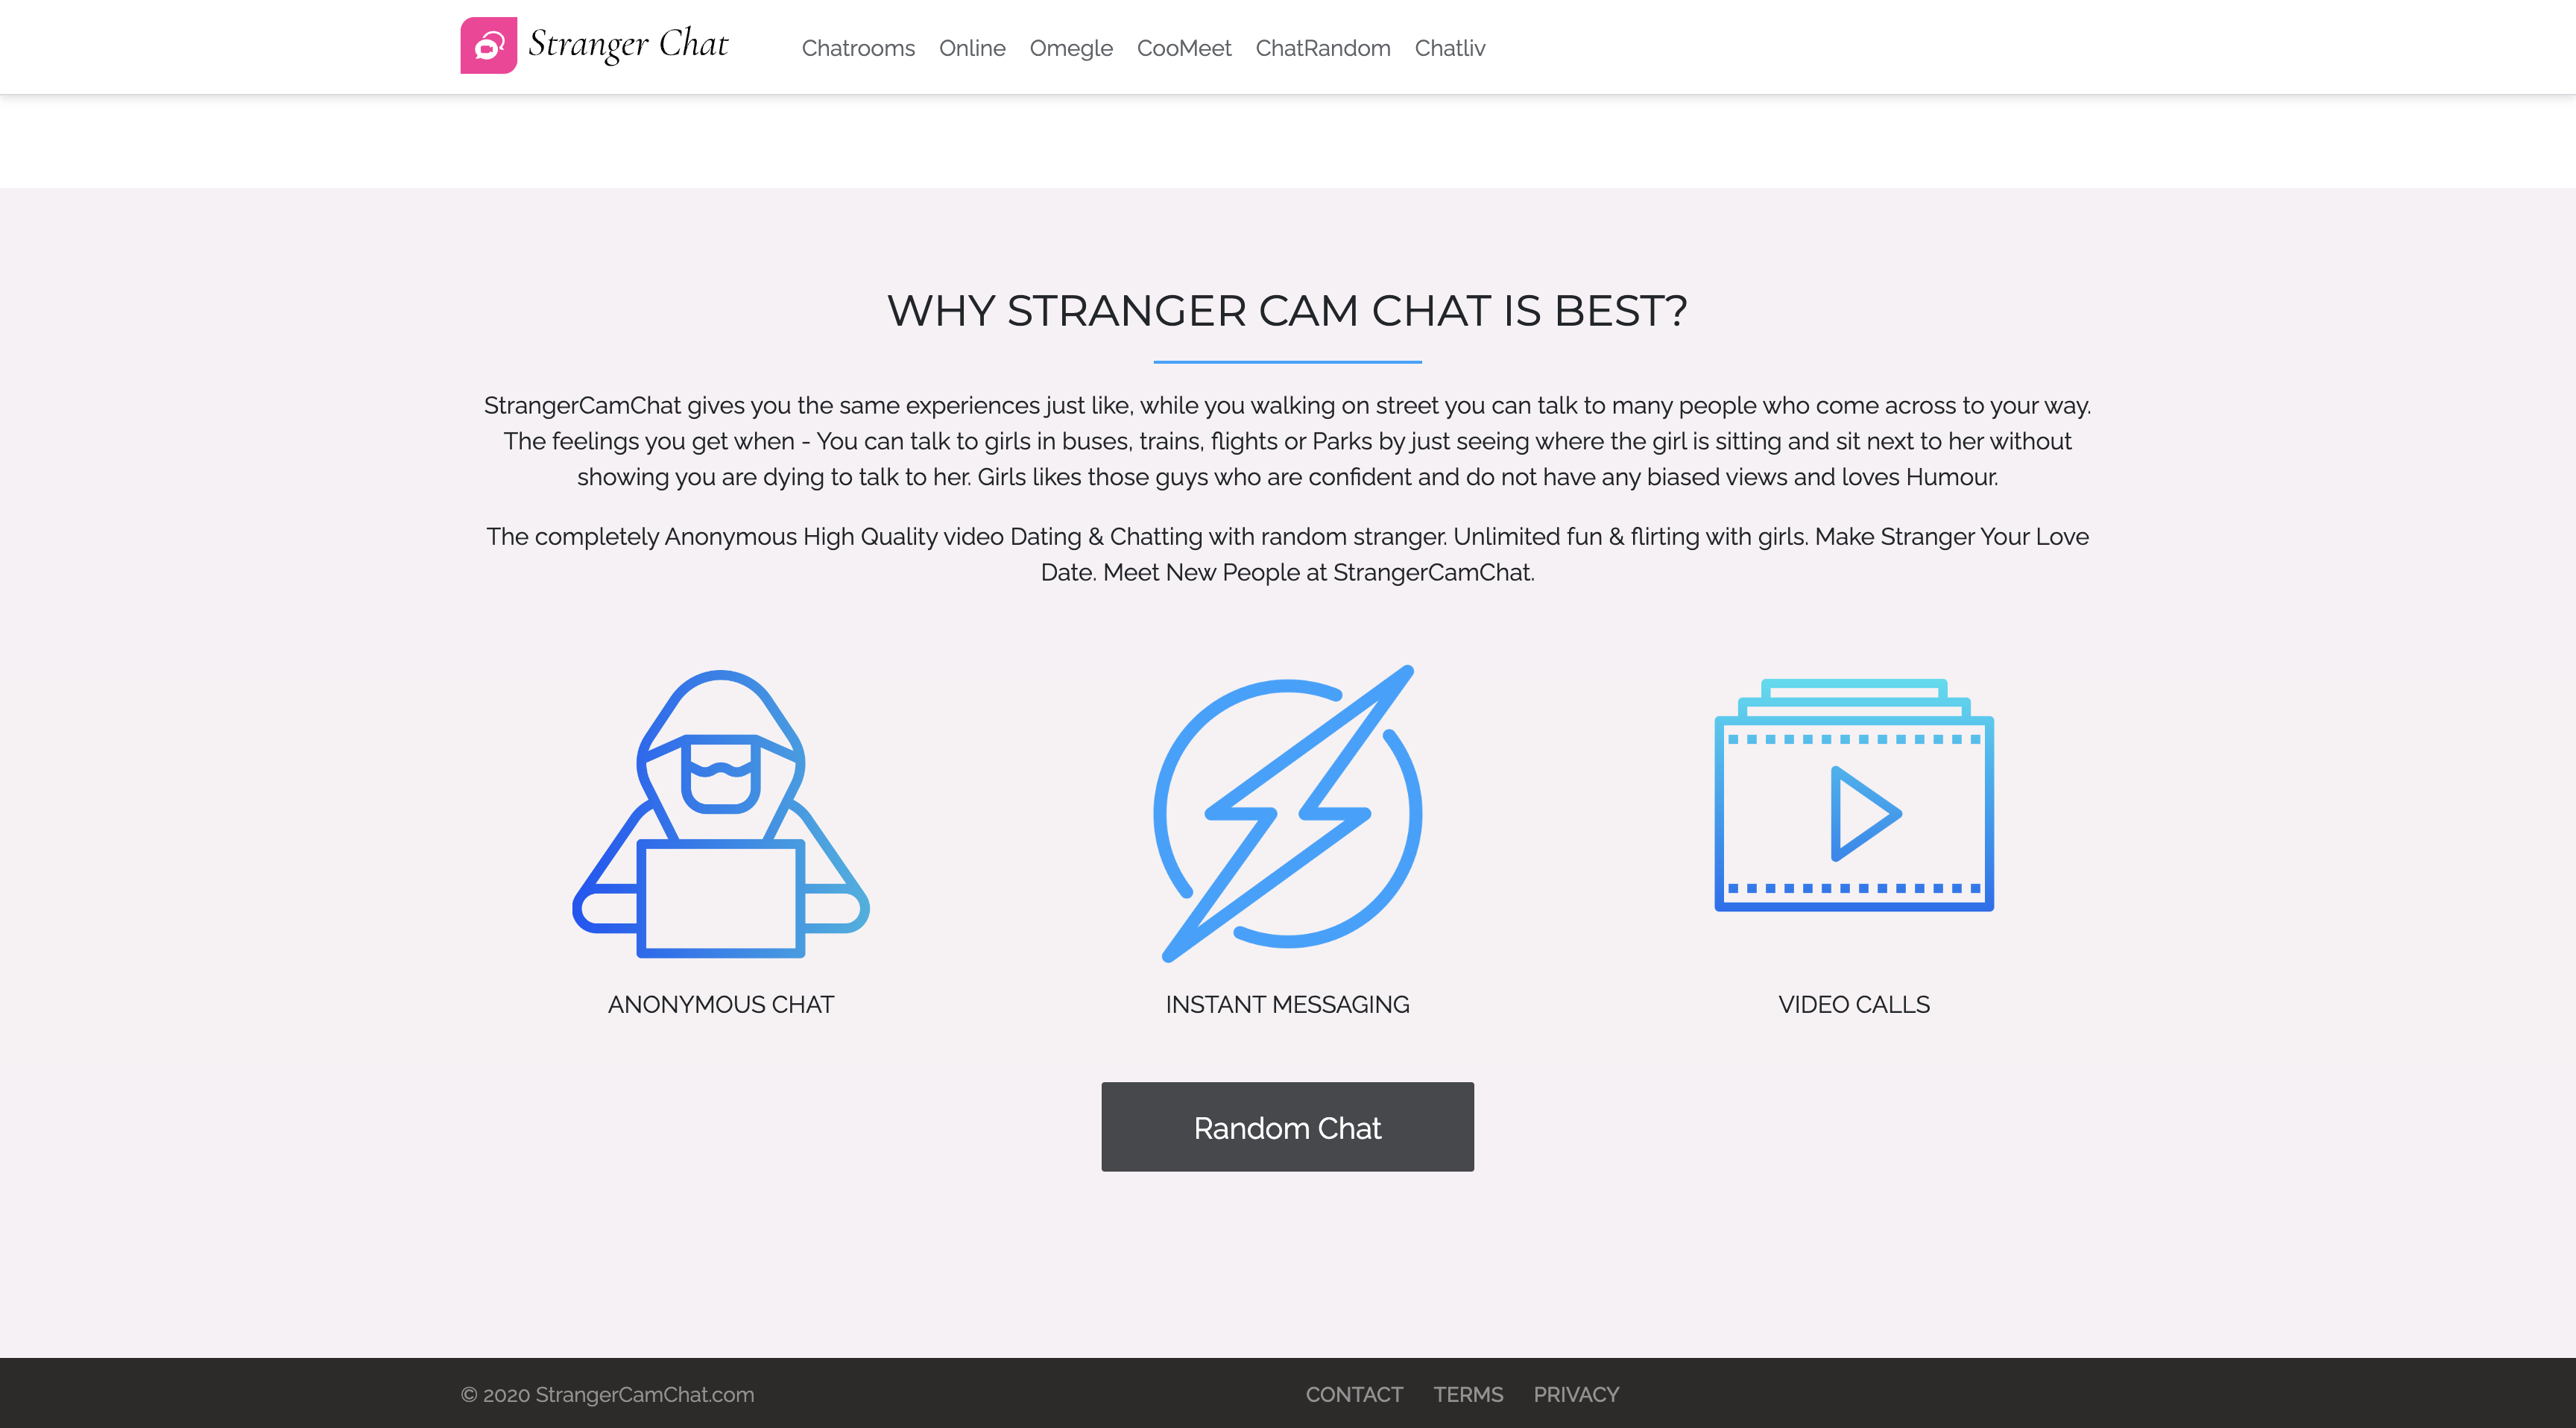 Stranger Chat
Chatrooms Online Omegle CooMeet ChatRandom Chatliv
WHY STRANGER CAM CHAT IS BEST?
StrangerCamChat gives you the same experiences just like, while you walking on street you can talk to many people who come across to your way.
The feelings you get when - You can talk to girls in buses, trains, flights or Parks by just seeing where the girl is sitting and sit next to her without
showing you are dying to talk to her. Girls likes those guys who are confident and do not have any biased views and loves Humour.
The completely Anonymous High Quality video Dating & Chatting with random stranger. Unlimited fun & flirting with girls. Make Stranger Your Love
Date. Meet New People at StrangerCamChat.
ANONYMOUS CHAT INSTANT MESSAGING VIDEO CALLS
Random Chat
© 2020 StrangerCamChat.com CONTACT TERMS PRIVACY